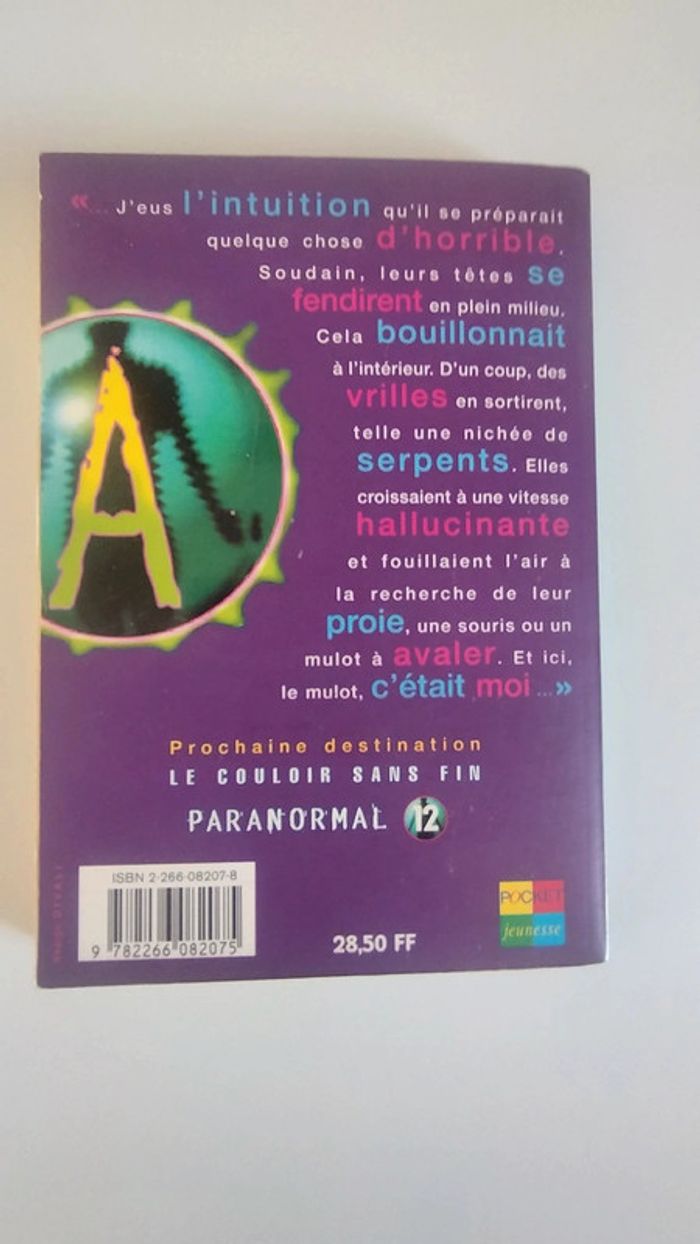 «... J'eus l'intuition qu'il se préparait
quelque chose d'horrible.
Soudain, leurs têtes se
fendirent en plein milieu.
Cela bouillonnait
à l'intérieur. D'un coup, des
vrilles en sortirent,
telle une nichée de
serpents. Elles
croissaient à une vitesse
hallucinante
et fouillaient l'air à
la recherche de leur
proie, une souris ou un
mulot à avaler. Et ici,
le mulot, c'était moi...»
A
Prochaine destination
LE COULOIR SANS FIN
PARANORMAL 12
ISBN 2-266-08207-8
9 782266 082075
28,50 FF
POCKET
jeunesse